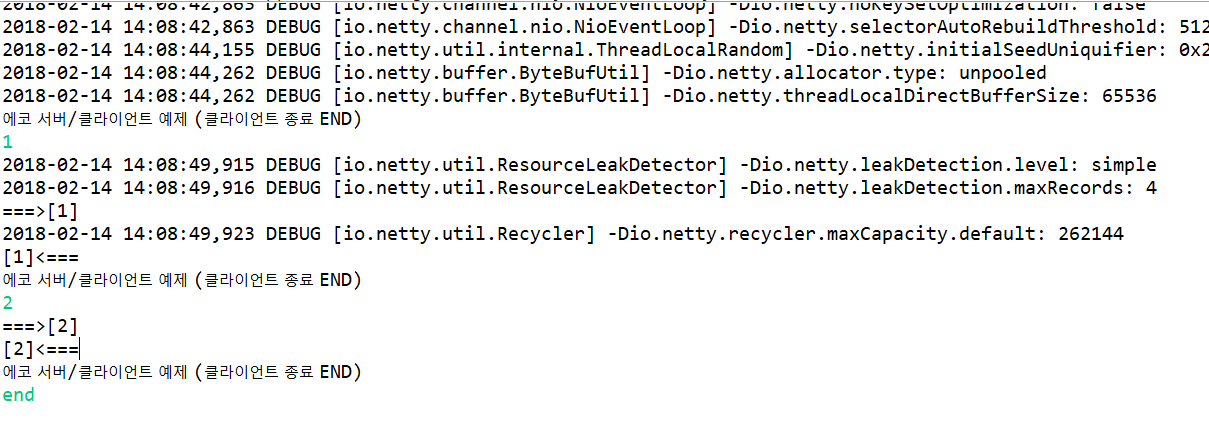 2018-02-14 14:08:42,863 DEBUG [io.netty.channel.nio.NioEventLoop] -Dio.netty.noKeySetOptimization: false
2018-02-14 14:08:42,863 DEBUG [io.netty.channel.nio.NioEventLoop] -Dio.netty.selectorAutoRebuildThreshold: 512
2018-02-14 14:08:44,155 DEBUG [io.netty.util.internal.ThreadLocalRandom] -Dio.netty.initialSeedUniquifier: 0x2
2018-02-14 14:08:44,262 DEBUG [io.netty.buffer.ByteBufUtil] -Dio.netty.allocator.type: unpooled
2018-02-14 14:08:44,262 DEBUG [io.netty.buffer.ByteBufUtil] -Dio.netty.threadLocalDirectBufferSize: 65536
에코 서버/클라이언트 예제 (클라이언트 종료 END)
1
2018-02-14 14:08:49,915 DEBUG [io.netty.util.ResourceLeakDetector] -Dio.netty.leakDetection.level: simple
2018-02-14 14:08:49,916 DEBUG [io.netty.util.ResourceLeakDetector] -Dio.netty.leakDetection.maxRecords: 4
===>[1]
2018-02-14 14:08:49,923 DEBUG [io.netty.util.Recycler] -Dio.netty.recycler.maxCapacity.default: 262144
[1]<===
에코 서버/클라이언트 예제 (클라이언트 종료 END)
2
===>[2]
[2]<===
에코 서버/클라이언트 예제 (클라이언트 종료 END)
end